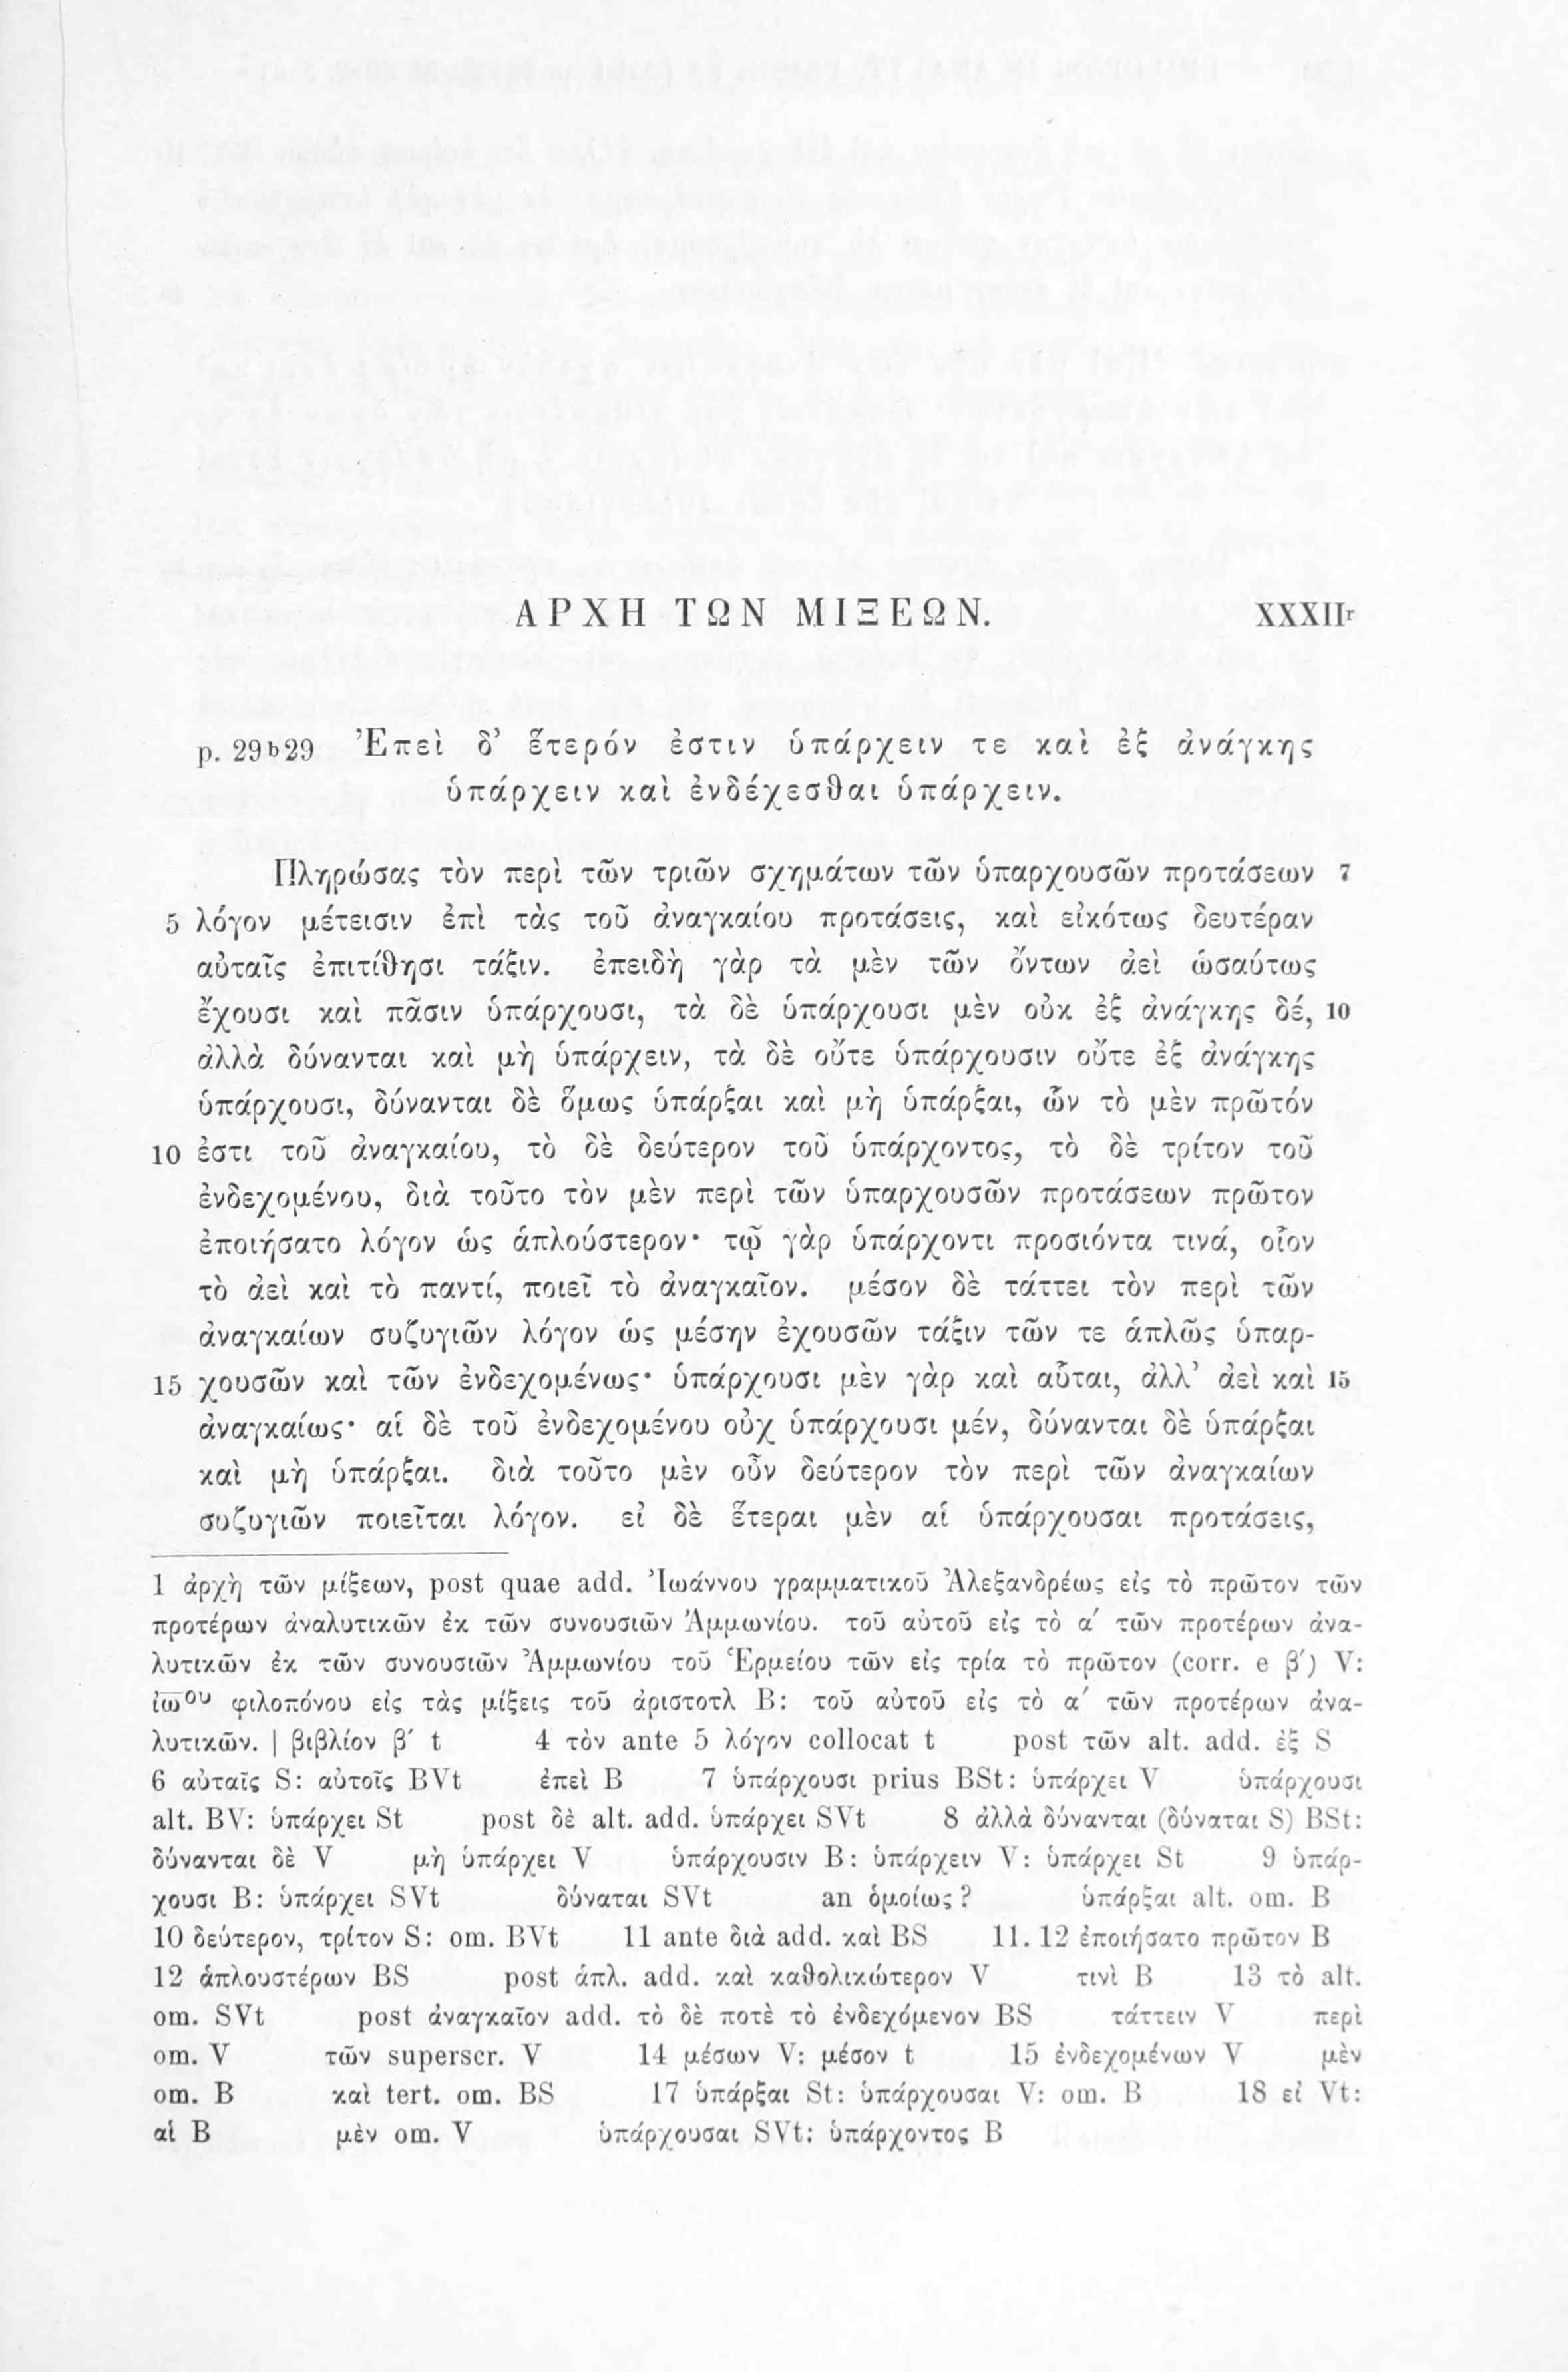 ΑΡΧΗ ΤΩΝ ΜΙΞΕΩΝ. XXXIIr
p. 29b29 Ἐπεὶ δ' ἕτερόν ἐστιν ὑπάρχειν τε καὶ ἐξ ἀνάγκης
ὑπάρχειν καὶ ἐνδέχεσθαι ὑπάρχειν.
Πληρώσας τὸν περὶ τῶν τριῶν σχημάτων τῶν ὑπαρχουσῶν προτάσεων 7
5 λόγον μέτεισιν ἐπὶ τὰς τοῦ ἀναγκαίου προτάσεις, καὶ εἰκότως δευτέραν
αὐταῖς ἐπιτίθησι τάξιν. ἐπειδὴ γὰρ τὰ μὲν τῶν ὄντων ἀεὶ ὡσαύτως
ἔχουσι καὶ πᾶσιν ὑπάρχουσι, τὰ δὲ ὑπάρχουσι μὲν οὐκ ἐξ ἀνάγκης δέ, 10
ἀλλὰ δύνανται καὶ μὴ ὑπάρχειν, τὰ δὲ οὔτε ὑπάρχουσιν οὔτε ἐξ ἀνάγκης
ὑπάρχουσι, δύνανται δὲ ὅμως ὑπάρξαι καὶ μὴ ὑπάρξαι, ὧν τὸ μὲν πρῶτόν
10 ἐστι τοῦ ἀναγκαίου, τὸ δὲ δεύτερον τοῦ ὑπάρχοντος, τὸ δὲ τρίτον τοῦ
ἐνδεχομένου, διὰ τοῦτο τὸν μὲν περὶ τῶν ὑπαρχουσῶν προτάσεων πρῶτον
ἐποιήσατο λόγον ὡς ἁπλούστερον· τῷ γὰρ ὑπάρχοντι προσιόντα τινά, οἷον
τὸ ἀεὶ καὶ τὸ παντί, ποιεῖ τὸ ἀναγκαῖον. μέσον δὲ τάττει τὸν περὶ τῶν
ἀναγκαίων συζυγιῶν λόγον ὡς μέσην ἐχουσῶν τάξιν τῶν τε ἁπλῶς ὑπαρ-
15 χουσῶν καὶ τῶν ἐνδεχομένως· ὑπάρχουσι μὲν γὰρ καὶ αὗται, ἀλλ' ἀεὶ καὶ 15
ἀναγκαίως· αἱ δὲ τοῦ ἐνδεχομένου οὐχ ὑπάρχουσι μέν, δύνανται δὲ ὑπάρξαι
καὶ μὴ ὑπάρξαι. διὰ τοῦτο μὲν οὖν δεύτερον τὸν περὶ τῶν ἀναγκαίων
συζυγιῶν ποιεῖται λόγον. εἰ δὲ ἕτεραι μὲν αἱ ὑπάρχουσαι προτάσεις,
1 ἀρχὴ τῶν μίξεων, post quae add. Ἰωάννου γραμματικοῦ Ἀλεξανδρέως εἰς τὸ πρῶτον τῶν
προτέρων ἀναλυτικῶν ἐκ τῶν συνουσιῶν Ἀμμωνίου. τοῦ αὐτοῦ εἰς τὸ α' τῶν προτέρων ἀνα-
λυτικῶν ἐκ τῶν συνουσιῶν Ἀμμωνίου τοῦ Ἑρμείου τῶν εἰς τρία τὸ πρῶτον (corr. e β') V:
ἰωου φιλοπόνου εἰς τὰς μίξεις τοῦ ἀριστοτλ B: τοῦ αὐτοῦ εἰς τὸ α' τῶν προτέρων ἀνα-
λυτικῶν. | βιβλίον β' t 4 τὸν ante 5 λόγον collocat t post τῶν alt. add. ἐξ S
6 αὐταῖς S: αὐτοῖς BVt ἐπεὶ B 7 ὑπάρχουσι prius BSt: ὑπάρχει V ὑπάρχουσι
alt. BV: ὑπάρχει St post δὲ alt. add. ὑπάρχει SVt 8 ἀλλὰ δύνανται (δύναται S) BSt:
δύνανται δὲ V μὴ ὑπάρχει V ὑπάρχουσιν B: ὑπάρχειν V: ὑπάρχει St 9 ὑπάρ-
χουσι B: ὑπάρχει SVt δύναται SVt an ὁμοίως? ὑπάρξαι alt. om. B
10 δεύτερον, τρίτον S: om. BVt 11 ante διὰ add. καὶ BS 11. 12 ἐποιήσατο πρῶτον B
12 ἁπλουστέρων BS post ἁπλ. add. καὶ καθολικώτερον V τινὶ B 13 τὸ alt.
om. SVt post ἀναγκαῖον add. τὸ δὲ ποτὲ τὸ ἐνδεχόμενον BS τάττειν V περὶ
om. V τῶν superscr. V 14 μέσων V: μέσον t 15 ἐνδεχομένων V μὲν
om. B καὶ tert. om. BS 17 ὑπάρξαι St: ὑπάρχουσαι V: om. B 18 εἰ Vt:
αἱ B μὲν om. V ὑπάρχουσαι SVt: ὑπάρχοντος B